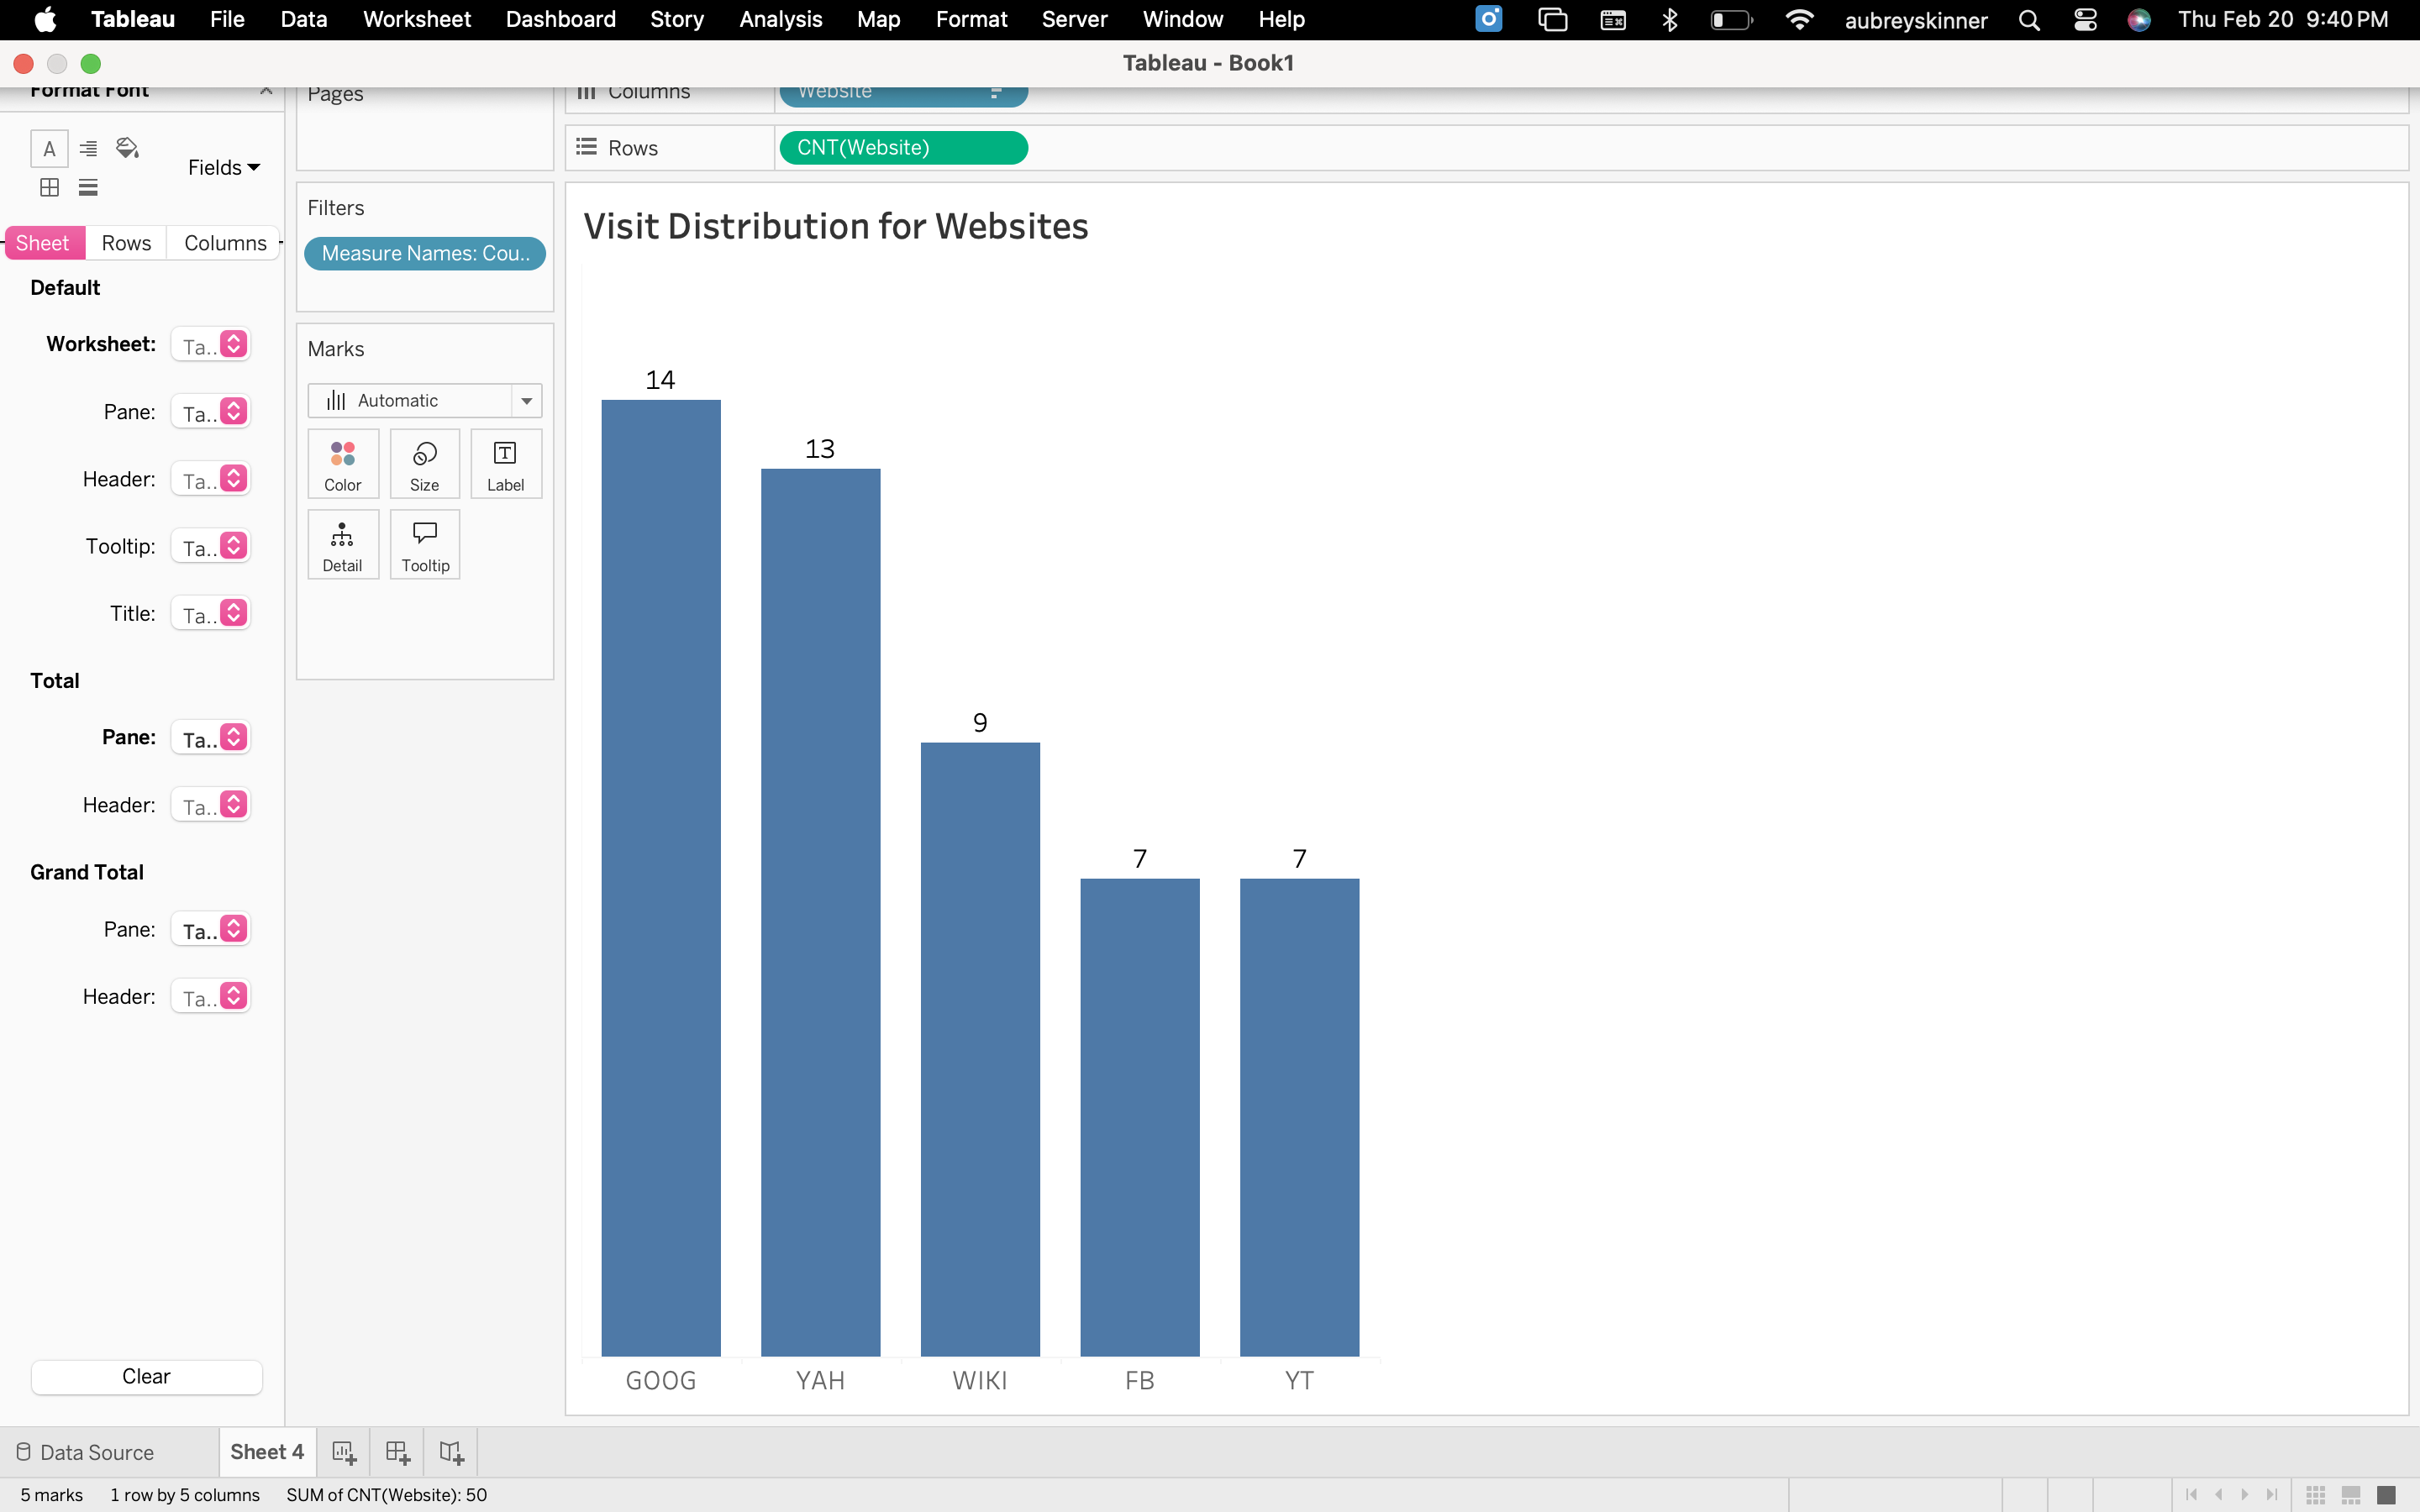 Tableau File Data Worksheet Dashboard Story Analysis Map Format Server Window Help aubreyskinner Thu Feb 20 9:40 PM
Tableau - Book1
Format Font
Fields
Sheet Rows Columns
Default
Worksheet: Ta..
Pane: Ta..
Header: Ta..
Tooltip: Ta..
Title: Ta..
Total
Pane: Ta..
Header: Ta..
Grand Total
Pane: Ta..
Header: Ta..
Clear
Pages
Filters
Measure Names: Cou..
Marks
Automatic
Color Size Label
Detail Tooltip
Columns Website
Rows CNT(Website)
Visit Distribution for Websites
14
13
9
7 7
GOOG YAH WIKI FB YT
Data Source Sheet 4
5 marks 1 row by 5 columns SUM of CNT(Website): 50